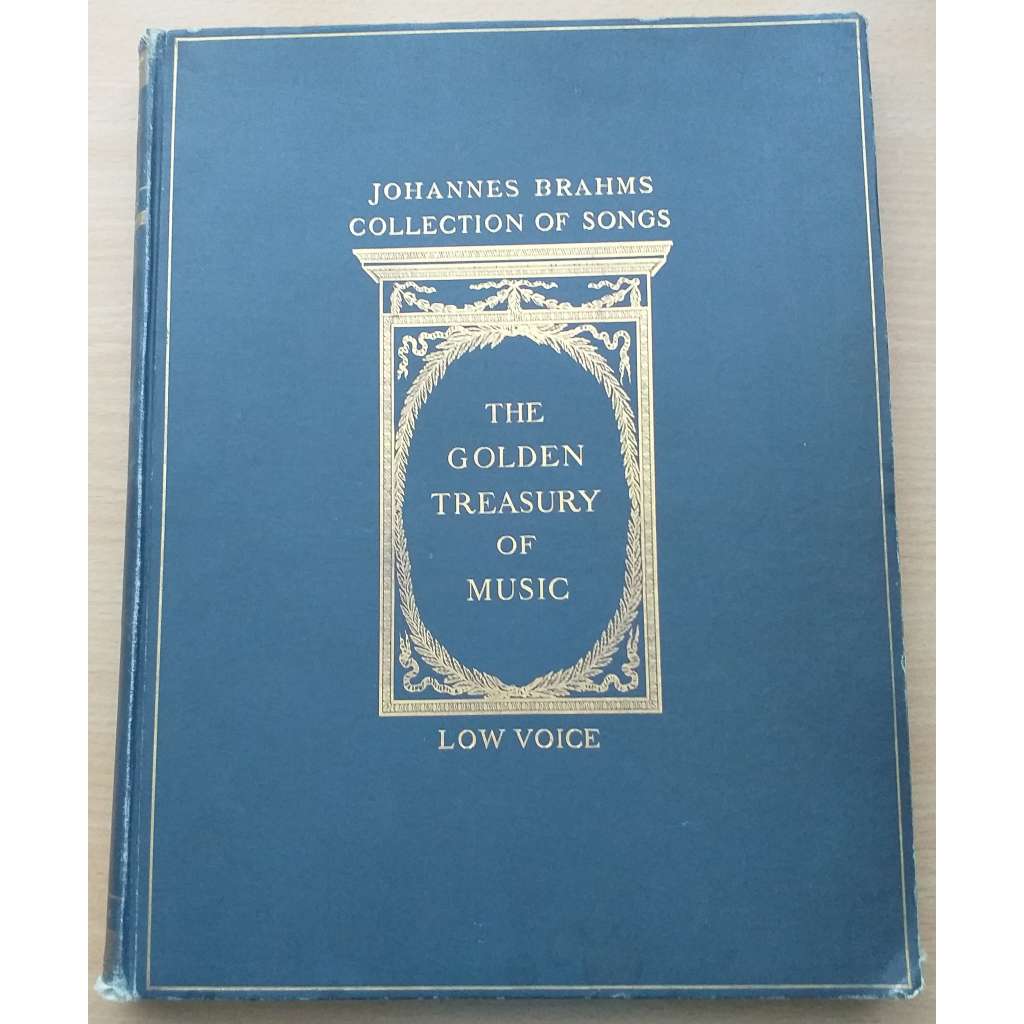 JOHANNES BRAHMS
COLLECTION OF SONGS
THE
GOLDEN
TREASURY
OF
MUSIC
LOW VOICE